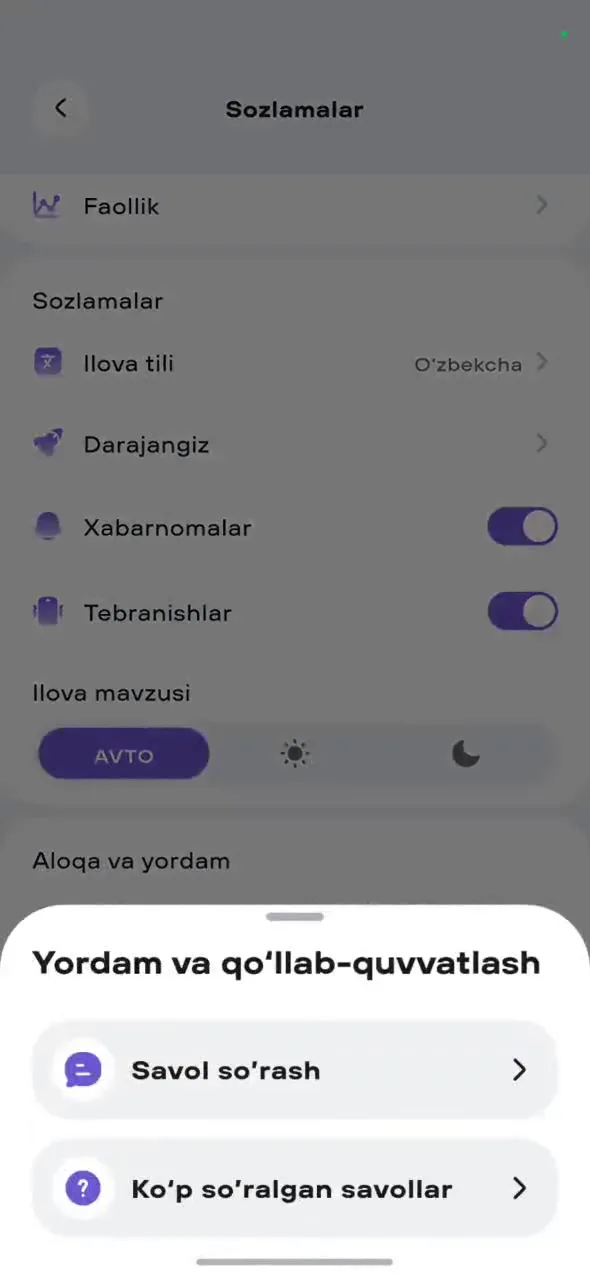 Sozlamalar
Faollik
Sozlamalar
Ilova tili
O'zbekcha
Darajangiz
Xabarnomalar
Tebranishlar
Ilova mavzusi
AVTO
Aloqa va yordam
Yordam va qo‘llab-quvvatlash
Savol so’rash
Ko‘p so’ralgan savollar